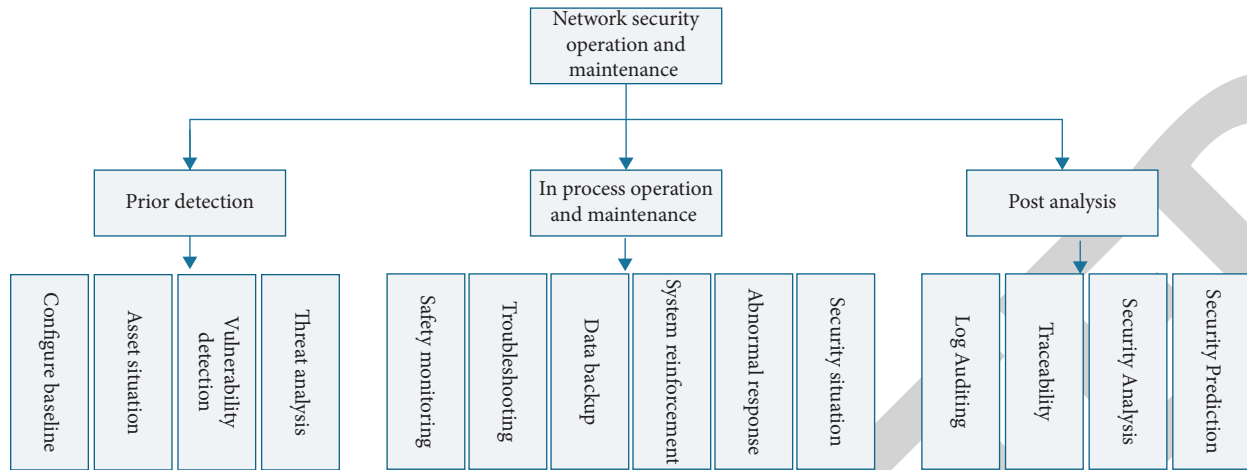 Network security
operation and
maintenance
Prior detection
In process operation
and maintenance
Post analysis
Configure baseline
Asset situation
Vulnerability
detection
Threat analysis
Safety monitoring
Troubleshooting
Data backup
System reinforcement
Abnormal response
Security situation
Log Auditing
Traceability
Security Analysis
Security Prediction